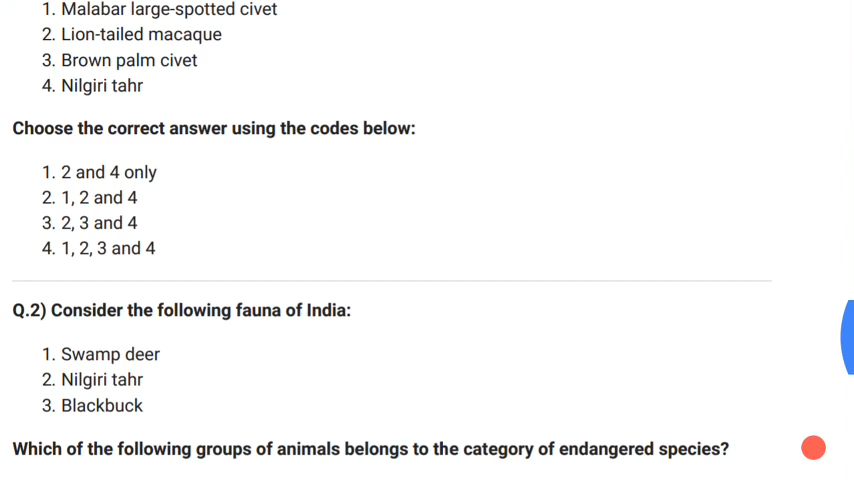 1. Malabar large-spotted civet
2. Lion-tailed macaque
3. Brown palm civet
4. Nilgiri tahr
Choose the correct answer using the codes below:
1. 2 and 4 only
2. 1, 2 and 4
3. 2, 3 and 4
4. 1, 2, 3 and 4
Q.2) Consider the following fauna of India:
1. Swamp deer
2. Nilgiri tahr
3. Blackbuck
Which of the following groups of animals belongs to the category of endangered species?